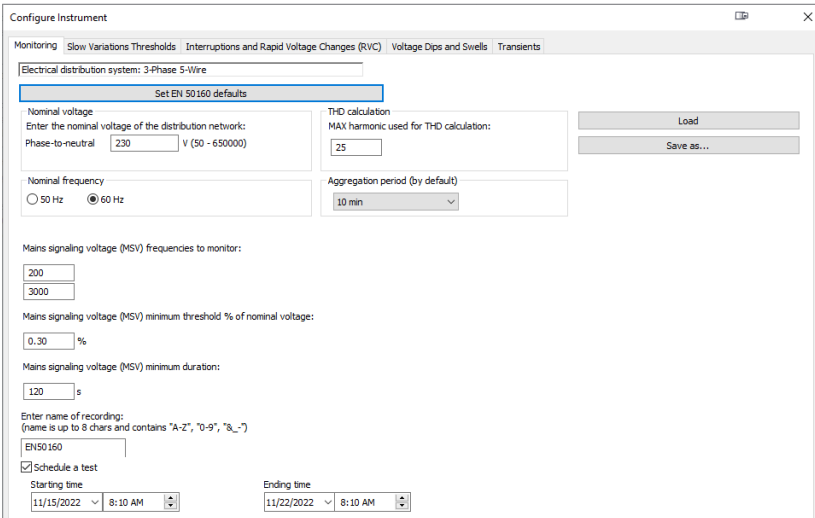 Configure Instrument
Monitoring Slow Variations Thresholds Interruptions and Rapid Voltage Changes (RVC) Voltage Dips and Swells Transients
Electrical distribution system: 3-Phase 5-Wire
Set EN 50160 defaults
Nominal voltage
Enter the nominal voltage of the distribution network:
Phase-to-neutral 230 V (50 - 650000)
THD calculation
MAX harmonic used for THD calculation:
25
Load
Save as...
Nominal frequency
50 Hz 60 Hz
Aggregation period (by default)
10 min
Mains signaling voltage (MSV) frequencies to monitor:
200
3000
Mains signaling voltage (MSV) minimum threshold % of nominal voltage:
0.30 %
Mains signaling voltage (MSV) minimum duration:
120 s
Enter name of recording:
(name is up to 8 chars and contains "A-Z", "0-9", "&_-")
EN50160
Schedule a test
Starting time Ending time
11/15/2022 8:10 AM 11/22/2022 8:10 AM